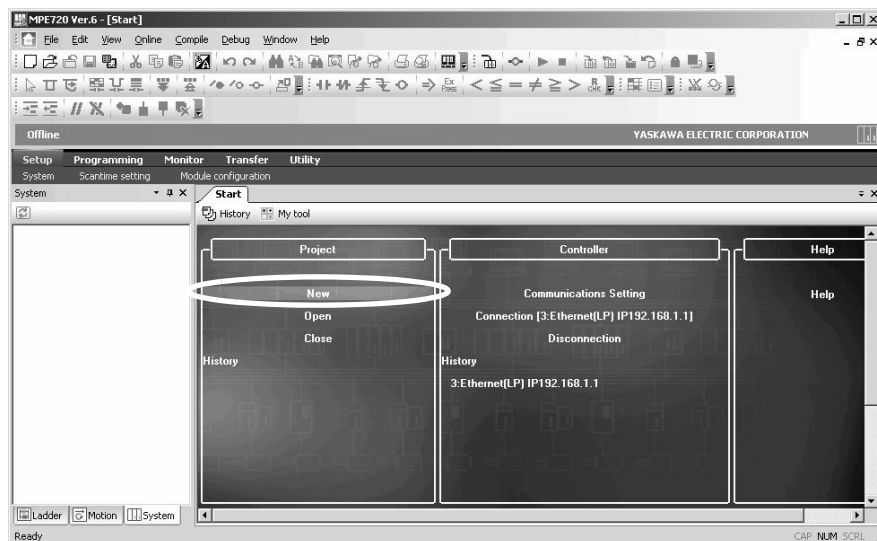 MPE720 Ver.6 - [Start]
File Edit View Online Compile Debug Window Help
Offline
YASKAWA ELECTRIC CORPORATION
Setup Programming Monitor Transfer Utility
System Scantime setting Module configuration
System
Start
History My tool
Project Controller Help
New Communications Setting Help
Open Connection [3:Ethernet(LP) IP192.168.1.1]
Close Disconnection
History History
3:Ethernet(LP) IP192.168.1.1
Ladder Motion System
Ready
CAP NUM SCRL